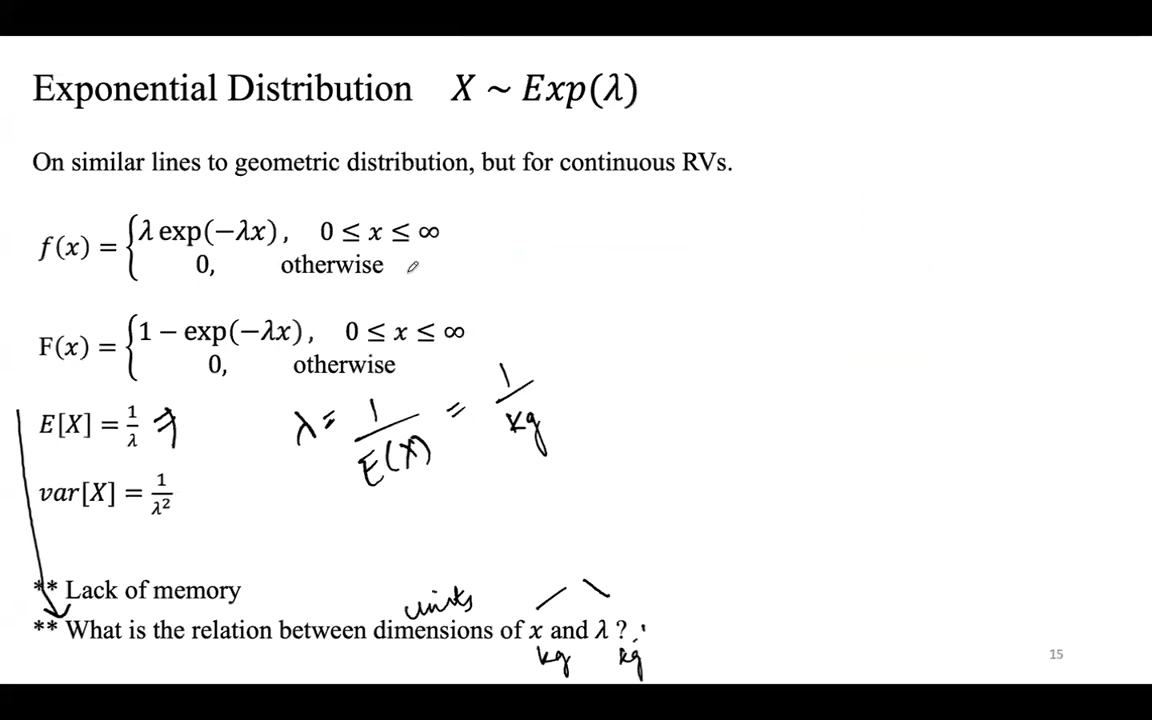 Exponential Distribution X ~ Exp(λ)
On similar lines to geometric distribution, but for continuous RVs.
f(x) = { λ exp(−λx), 0 ≤ x ≤ ∞
0, otherwise
F(x) = { 1 − exp(−λx), 0 ≤ x ≤ ∞
0, otherwise
E[X] = 1/λ ⇒ λ = 1/E(X) = 1/kg
var[X] = 1/λ²
** Lack of memory
units
** What is the relation between dimensions of x and λ ?
kg kg
15